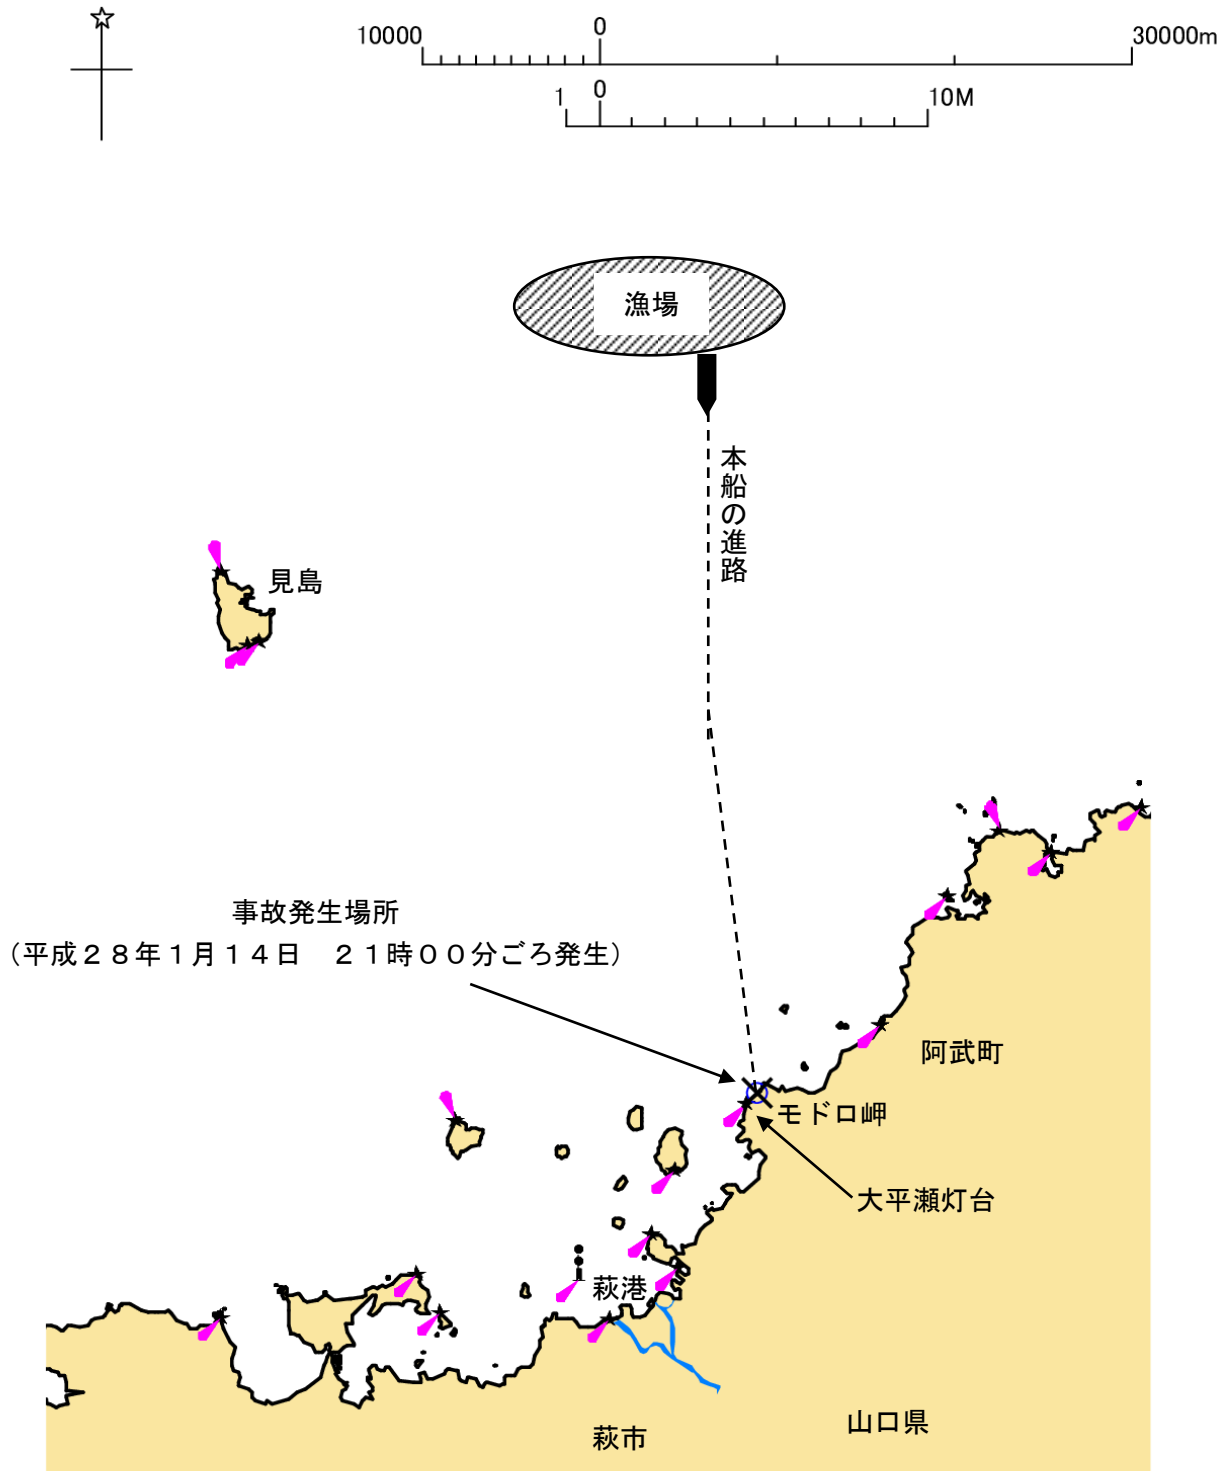 10000 0 30000m
1 0 10M
漁場
本船の進路
見島
事故発生場所
（平成２８年１月１４日　２１時００分ごろ発生）
阿武町
モドロ岬
大平瀬灯台
萩港
山口県
萩市